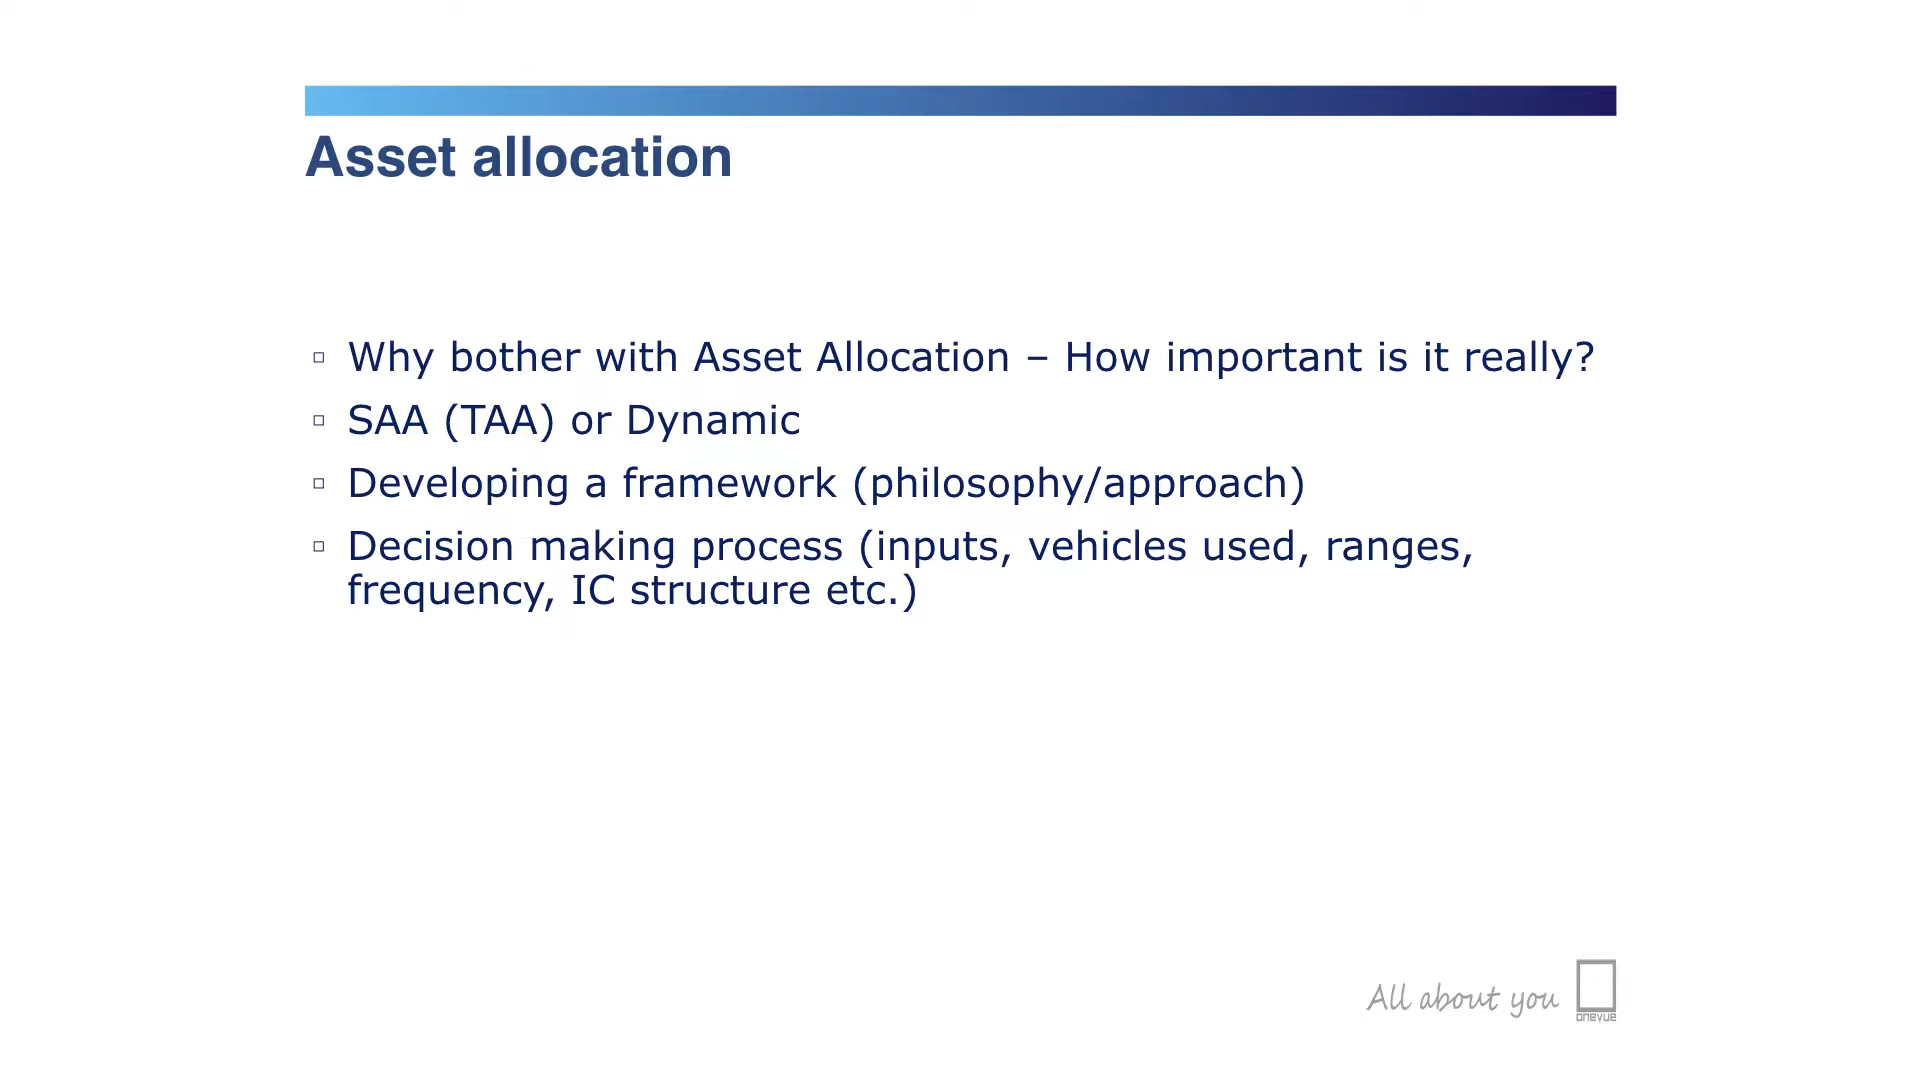 Asset allocation
Why bother with Asset Allocation – How important is it really?
SAA (TAA) or Dynamic
Developing a framework (philosophy/approach)
Decision making process (inputs, vehicles used, ranges,
frequency, IC structure etc.)
All about you
onevue